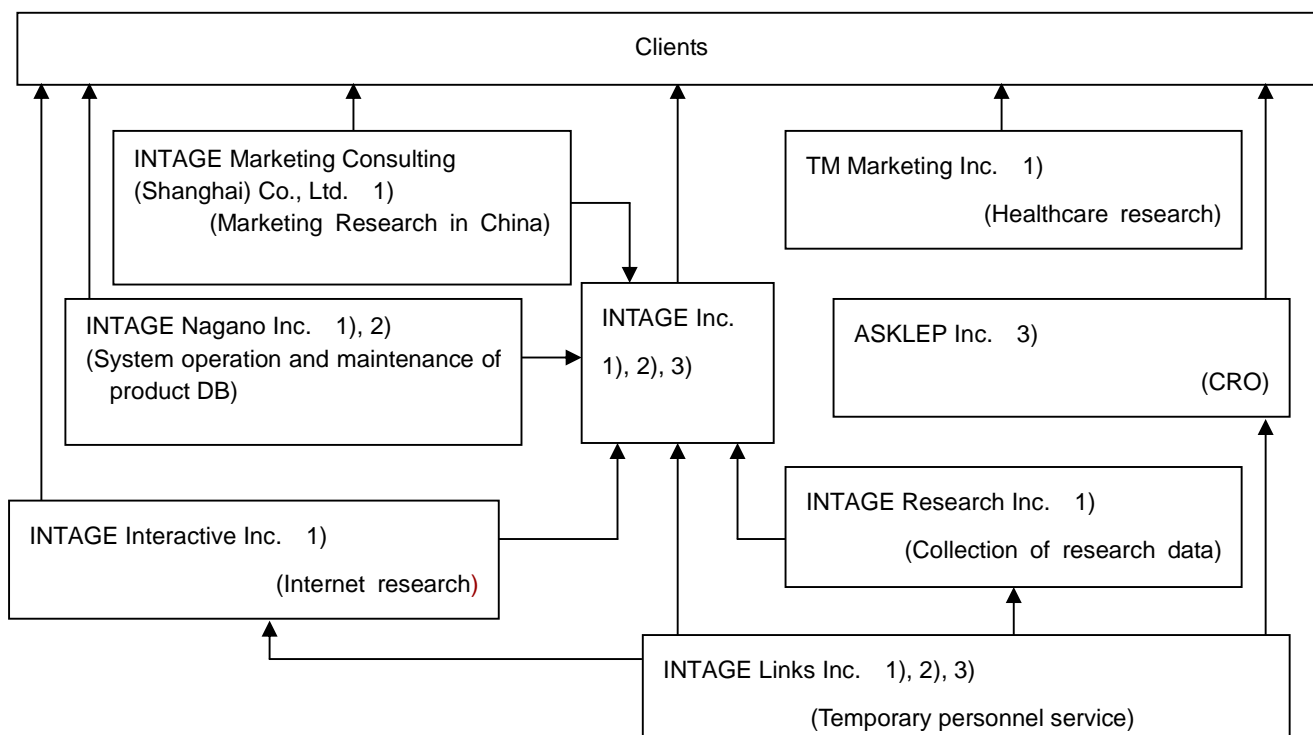 Clients
INTAGE Marketing Consulting
(Shanghai) Co., Ltd. 1)
(Marketing Research in China)
TM Marketing Inc. 1)
(Healthcare research)
INTAGE Nagano Inc. 1), 2)
(System operation and maintenance of
product DB)
INTAGE Inc.
1), 2), 3)
ASKLEP Inc. 3)
(CRO)
INTAGE Interactive Inc. 1)
(Internet research)
INTAGE Research Inc. 1)
(Collection of research data)
INTAGE Links Inc. 1), 2), 3)
(Temporary personnel service)